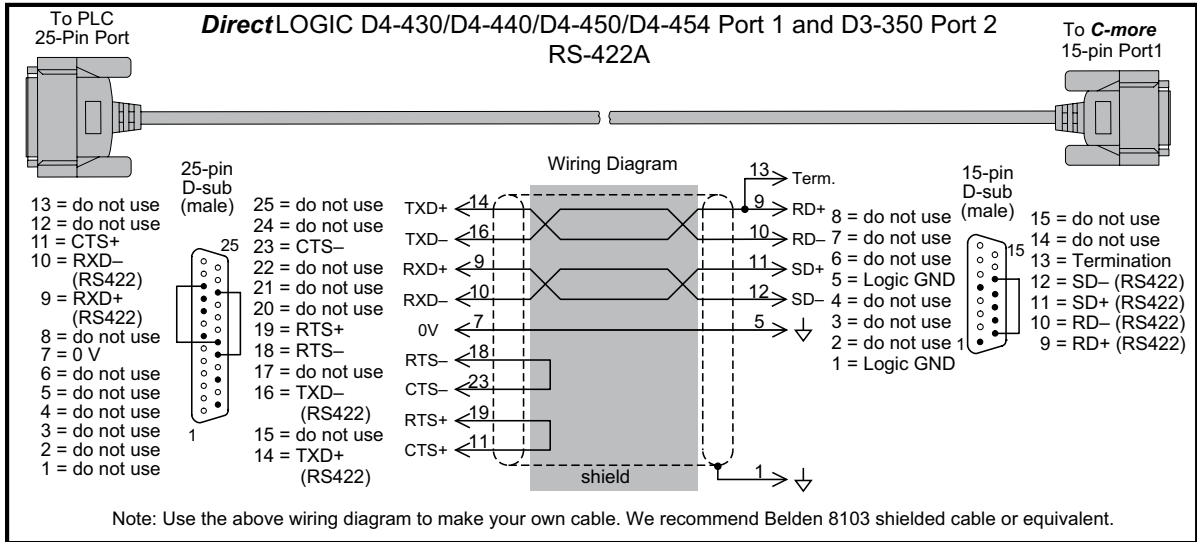 To PLC
25-Pin Port
DirectLOGIC D4-430/D4-440/D4-450/D4-454 Port 1 and D3-350 Port 2
RS-422A
To C-more
15-pin Port1
25-pin
D-sub
(male)
13 = do not use
12 = do not use
11 = CTS+
10 = RXD–
(RS422)
9 = RXD+
(RS422)
8 = do not use
7 = 0 V
6 = do not use
5 = do not use
4 = do not use
3 = do not use
2 = do not use
1 = do not use
25
1
25 = do not use
24 = do not use
23 = CTS–
22 = do not use
21 = do not use
20 = do not use
19 = RTS+
18 = RTS–
17 = do not use
16 = TXD–
(RS422)
15 = do not use
14 = TXD+
(RS422)
Wiring Diagram
13 Term.
TXD+ 14 9 RD+
TXD– 16 10 RD–
RXD+ 9 11 SD+
RXD– 10 12 SD–
0V 7 5
RTS– 18
CTS– 23
RTS+ 19
CTS+ 11
shield
1
15-pin
D-sub
(male)
8 = do not use
7 = do not use
6 = do not use
5 = Logic GND
4 = do not use
3 = do not use
2 = do not use
1 = Logic GND
15
1
15 = do not use
14 = do not use
13 = Termination
12 = SD– (RS422)
11 = SD+ (RS422)
10 = RD– (RS422)
9 = RD+ (RS422)
Note: Use the above wiring diagram to make your own cable. We recommend Belden 8103 shielded cable or equivalent.